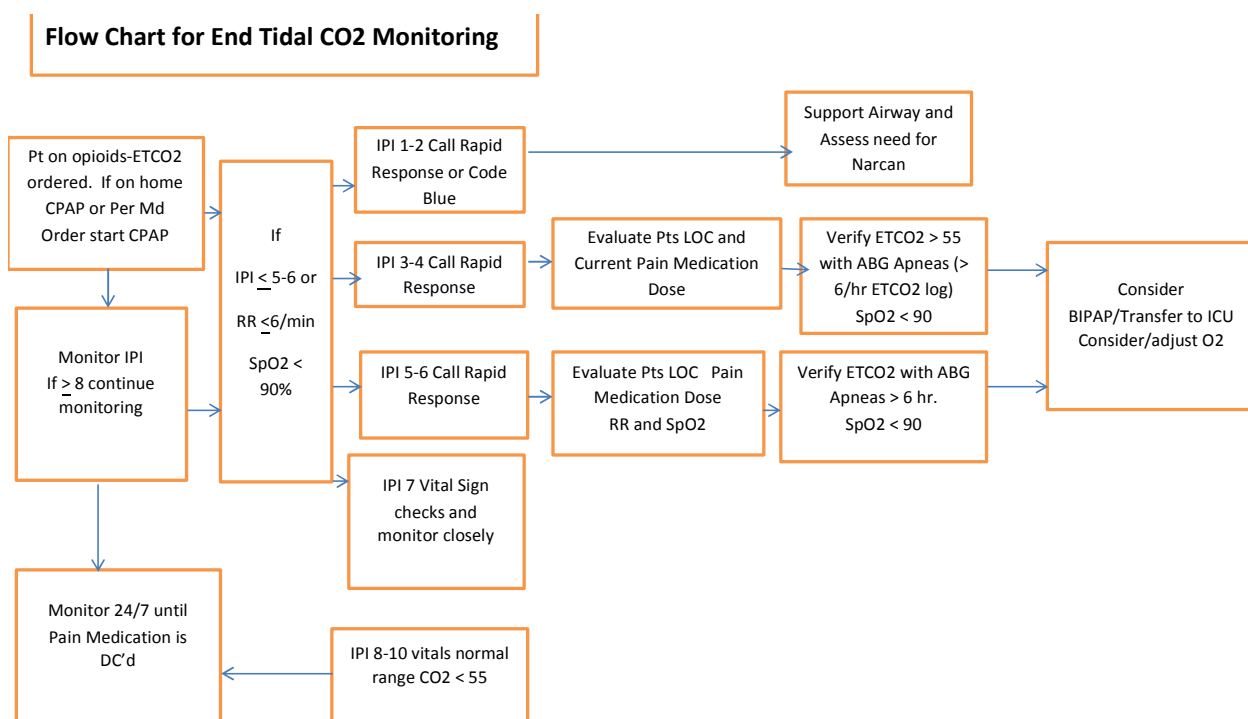 Flow Chart for End Tidal CO2 Monitoring
Pt on opioids-ETCO2
ordered. If on home
CPAP or Per Md
Order start CPAP
Monitor IPI
If > 8 continue
monitoring
Monitor 24/7 until
Pain Medication is
DC’d
If
IPI < 5-6 or
RR <6/min
SpO2 <
90%
IPI 1-2 Call Rapid
Response or Code
Blue
Support Airway and
Assess need for
Narcan
IPI 3-4 Call Rapid
Response
Evaluate Pts LOC and
Current Pain Medication
Dose
Verify ETCO2 > 55
with ABG Apneas (>
6/hr ETCO2 log)
SpO2 < 90
IPI 5-6 Call Rapid
Response
Evaluate Pts LOC Pain
Medication Dose
RR and SpO2
Verify ETCO2 with ABG
Apneas > 6 hr.
SpO2 < 90
Consider
BIPAP/Transfer to ICU
Consider/adjust O2
IPI 7 Vital Sign
checks and
monitor closely
IPI 8-10 vitals normal
range CO2 < 55